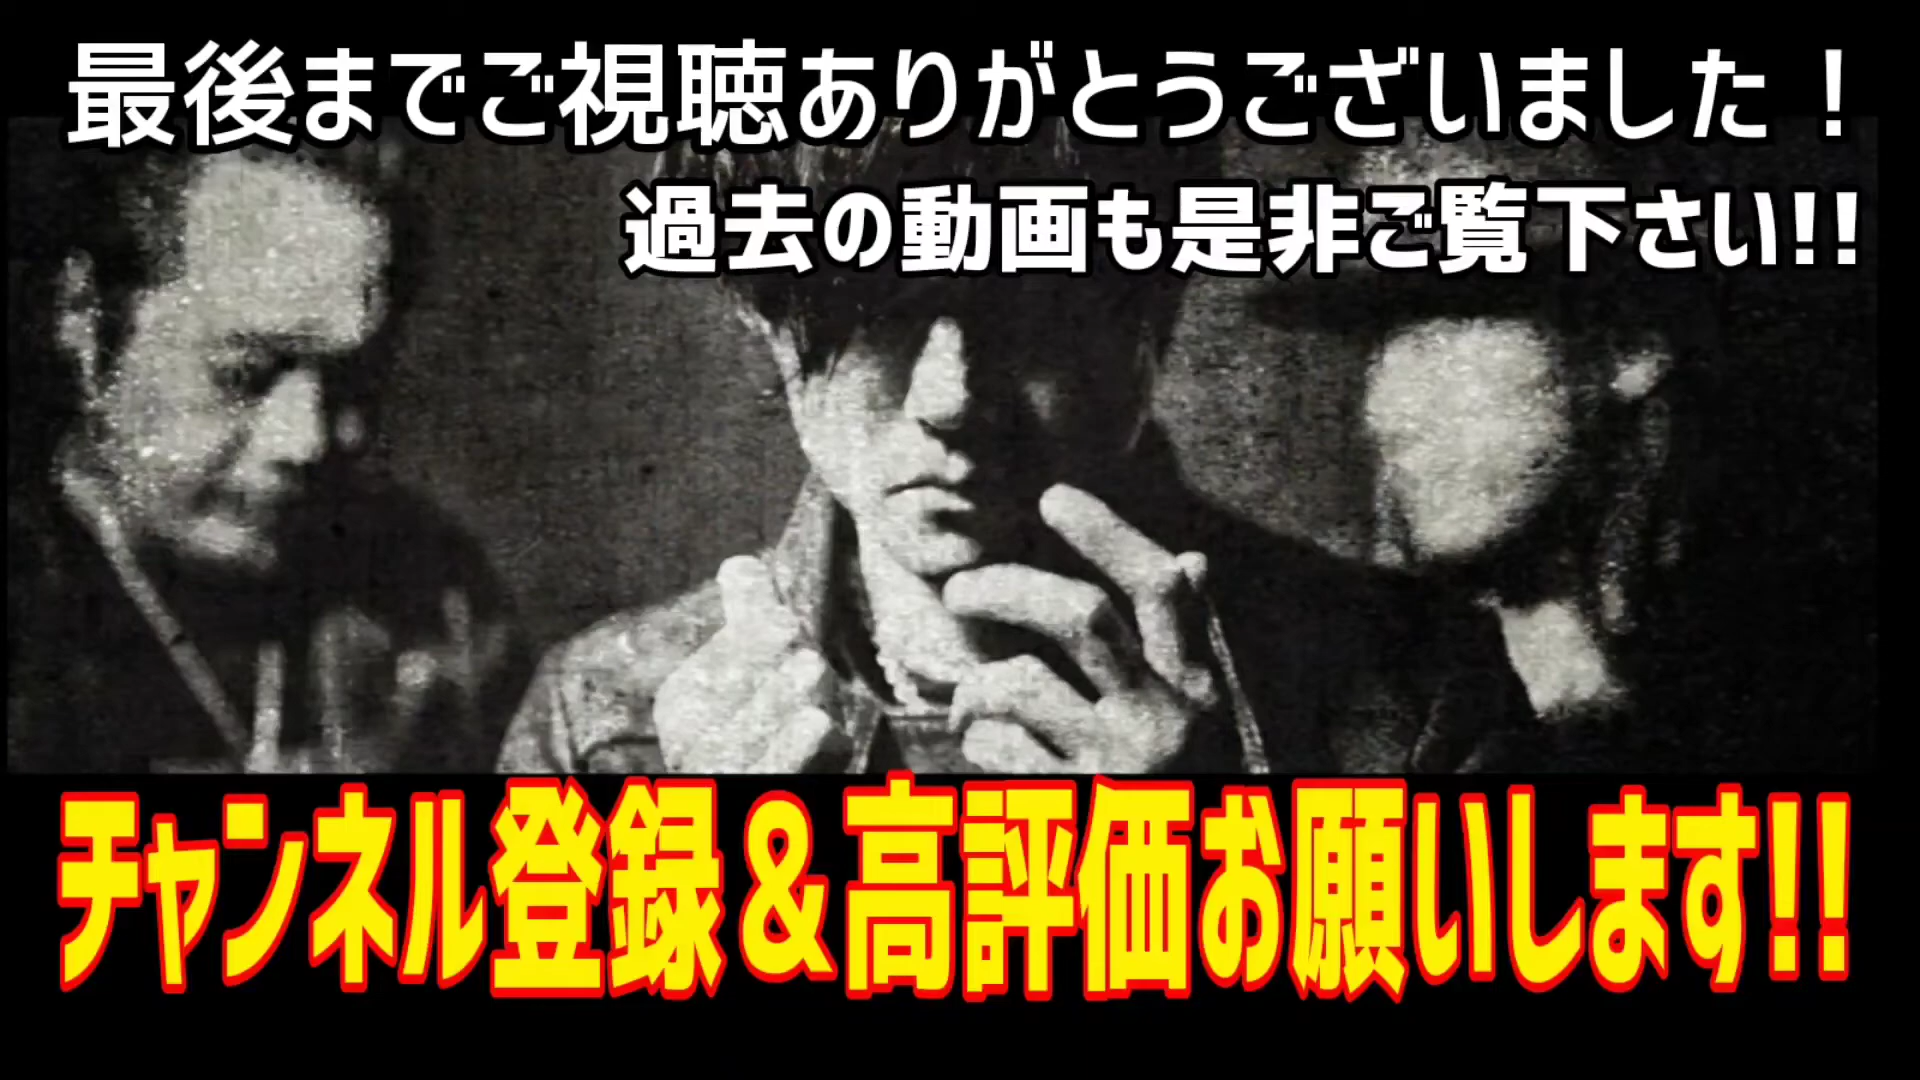 最後までご視聴ありがとうございました！
過去の動画も是非ご覧下さい!!
チャンネル登録＆高評価お願いします!!